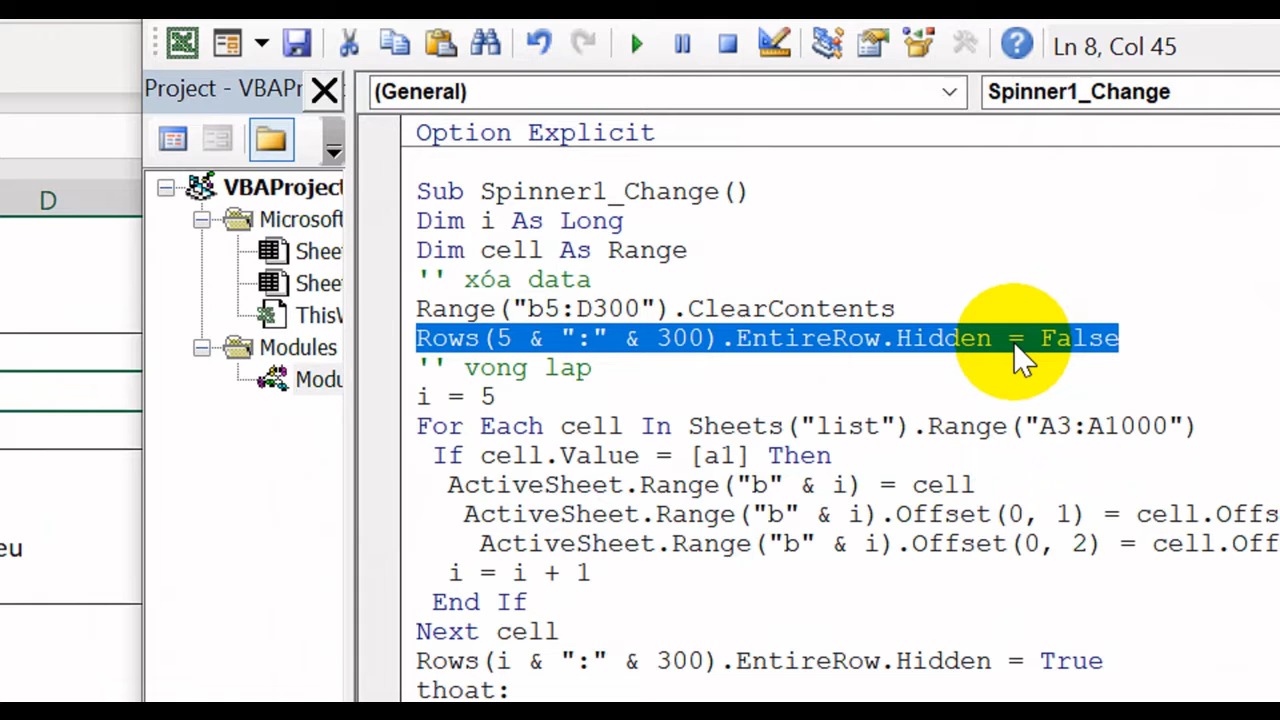 Ln 8, Col 45
Project - VBAPr
(General)
Spinner1_Change
D
VBAProject
Microsoft
Shee
Shee
ThisV
Modules
Modu
eu
Option Explicit
Sub Spinner1_Change()
Dim i As Long
Dim cell As Range
'' xóa data
Range("b5:D300").ClearContents
Rows(5 & ":" & 300).EntireRow.Hidden = False
'' vong lap
i = 5
For Each cell In Sheets("list").Range("A3:A1000")
If cell.Value = [a1] Then
ActiveSheet.Range("b" & i) = cell
ActiveSheet.Range("b" & i).Offset(0, 1) = cell.Offs
ActiveSheet.Range("b" & i).Offset(0, 2) = cell.Off
i = i + 1
End If
Next cell
Rows(i & ":" & 300).EntireRow.Hidden = True
thoat: